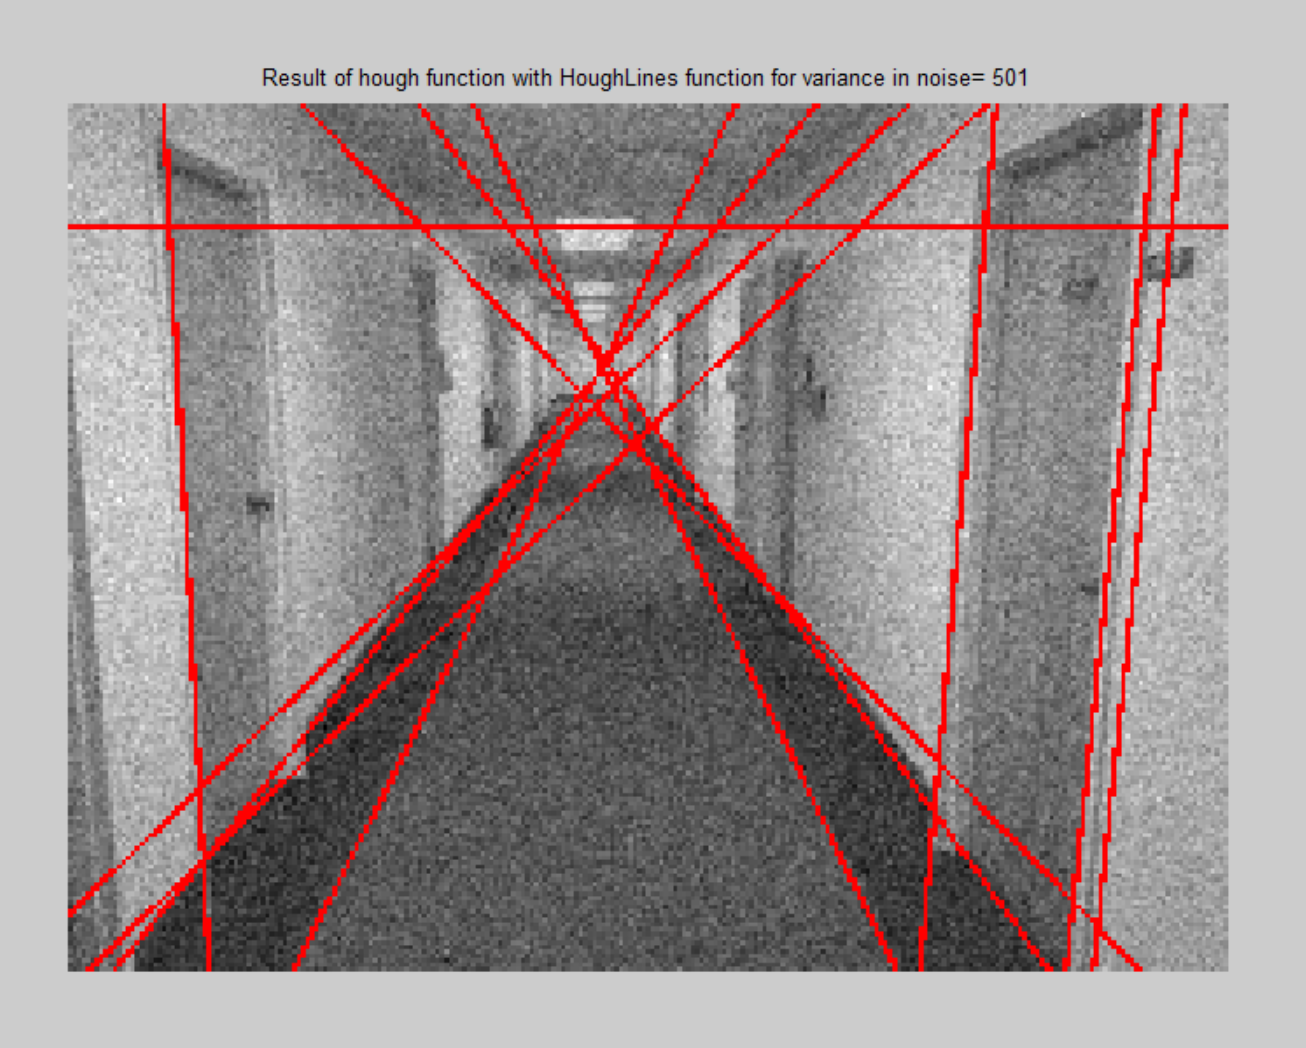 Result of hough function with HoughLines function for variance in noise= 501